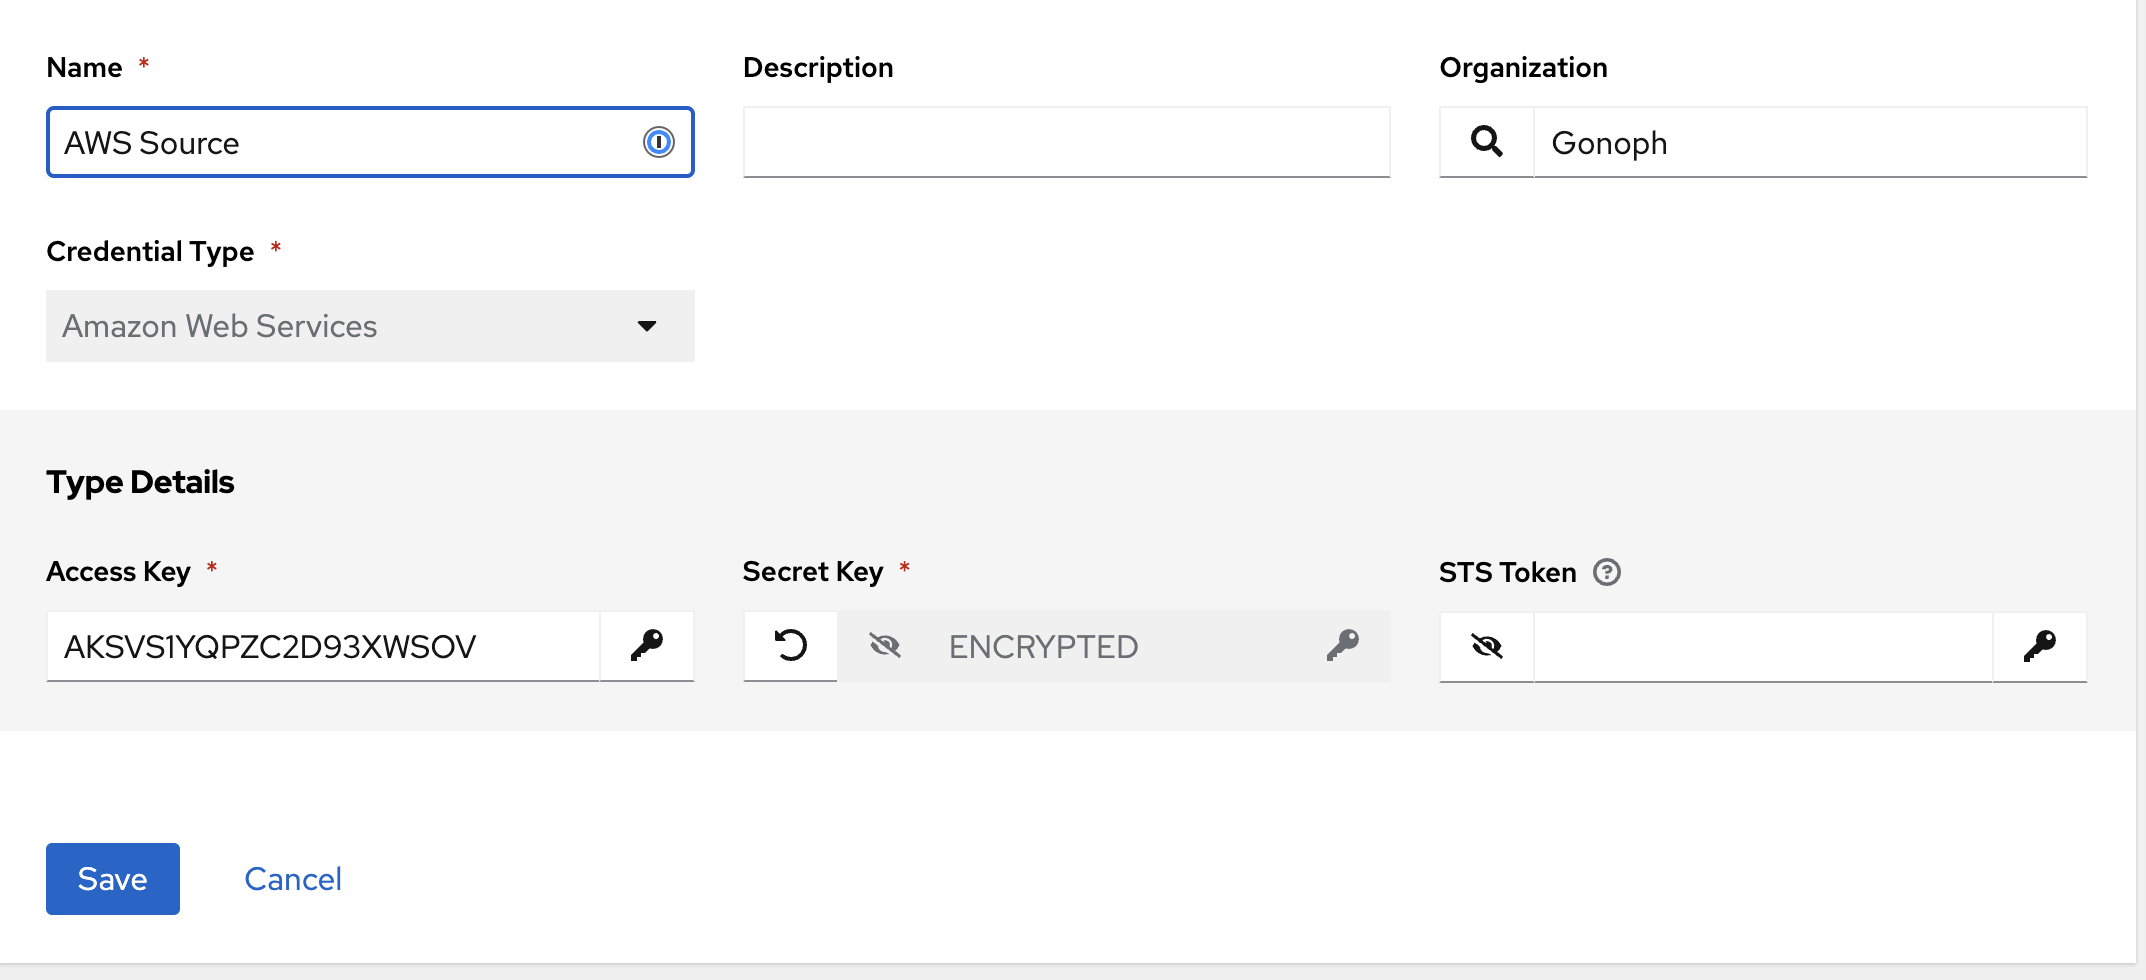 Name *
Description
Organization
AWS Source
Gonoph
Credential Type *
Amazon Web Services
Type Details
Access Key *
Secret Key *
STS Token ?
AKSVS1YQPZC2D93XWSOV
ENCRYPTED
Save
Cancel